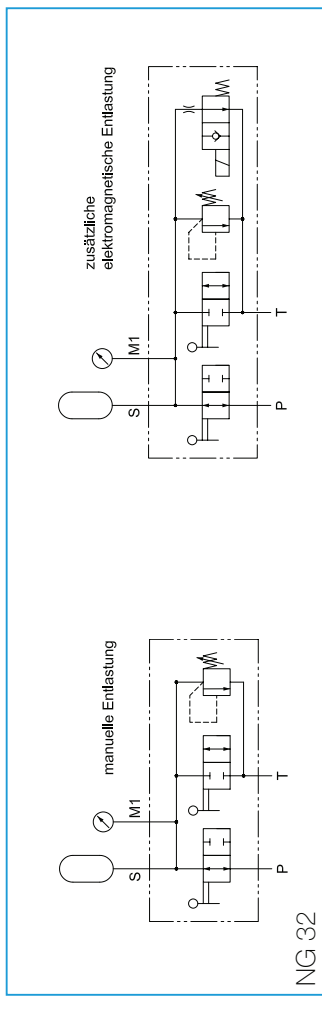 NG 32
manuelle Entlastung
S
M1
P
T
zusätzliche
elektromagnetische Entlastung
S
M1
P
T